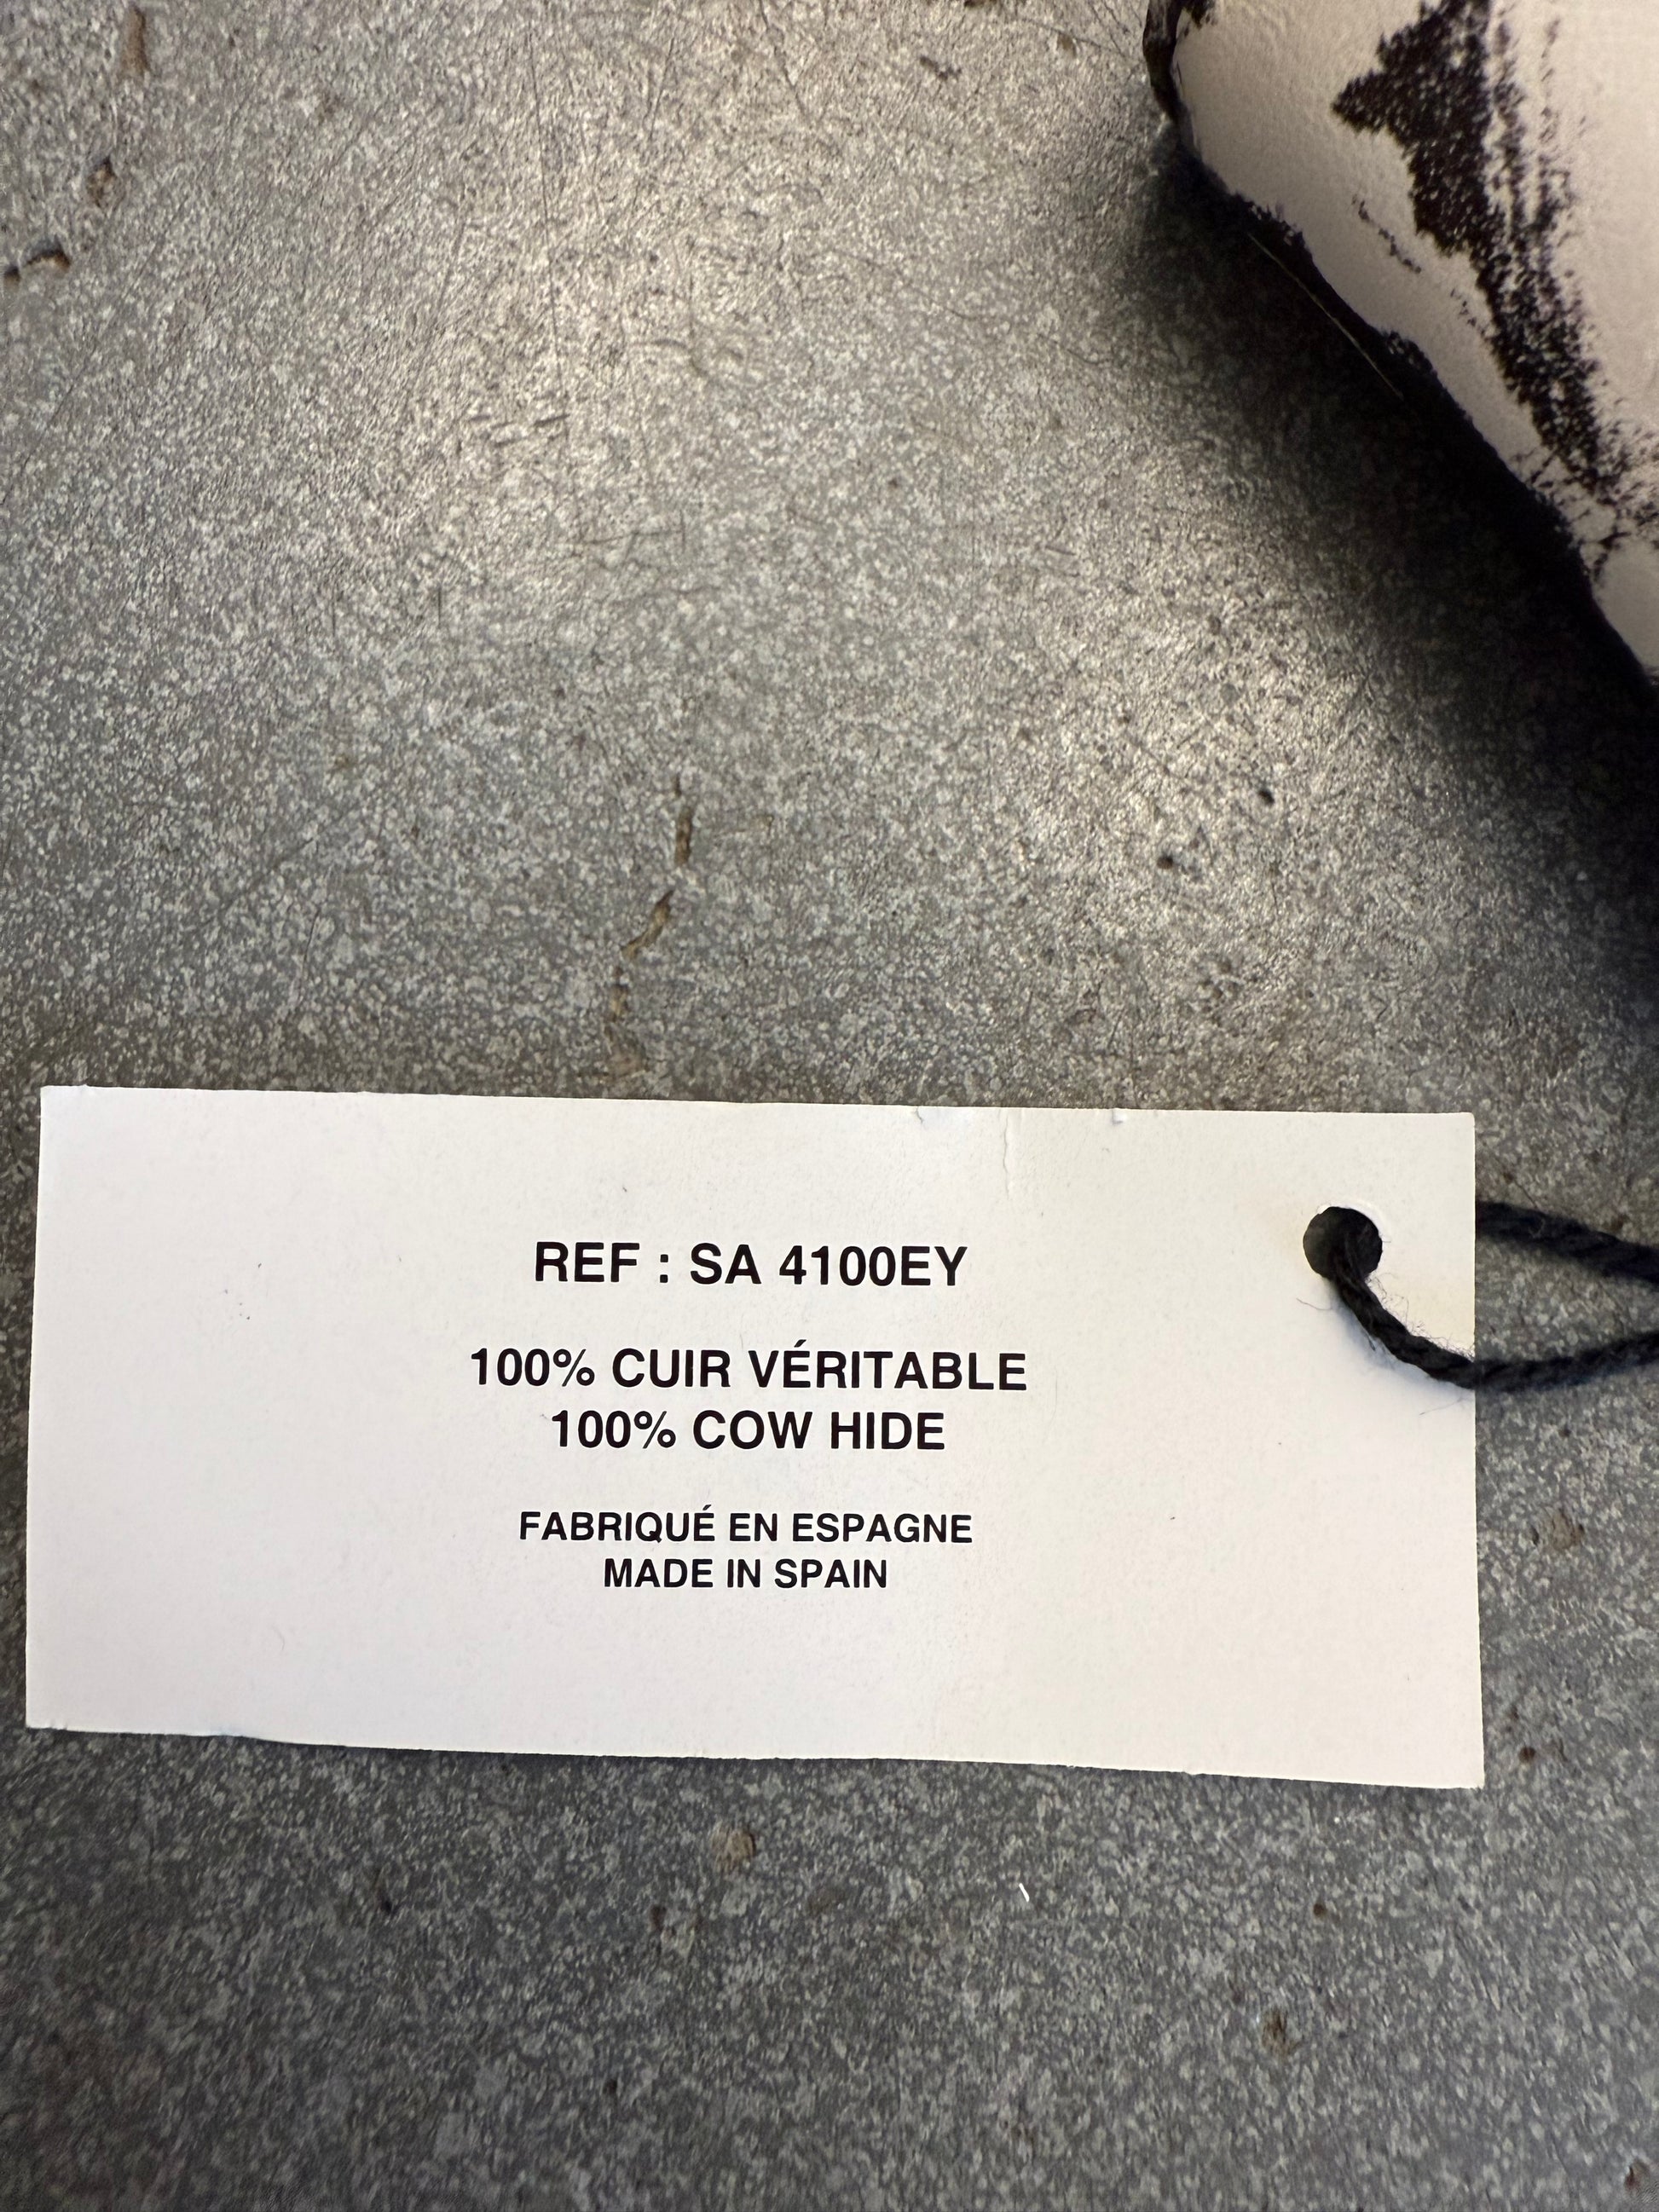 REF : SA 4100EY
100% CUIR VÉRITABLE
100% COW HIDE
FABRIQUÉ EN ESPAGNE
MADE IN SPAIN